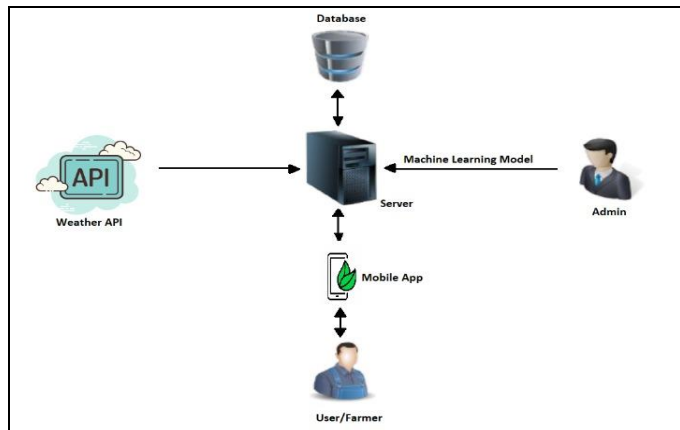 Database
API
Weather API
Machine Learning Model
Server
Admin
Mobile App
User/Farmer